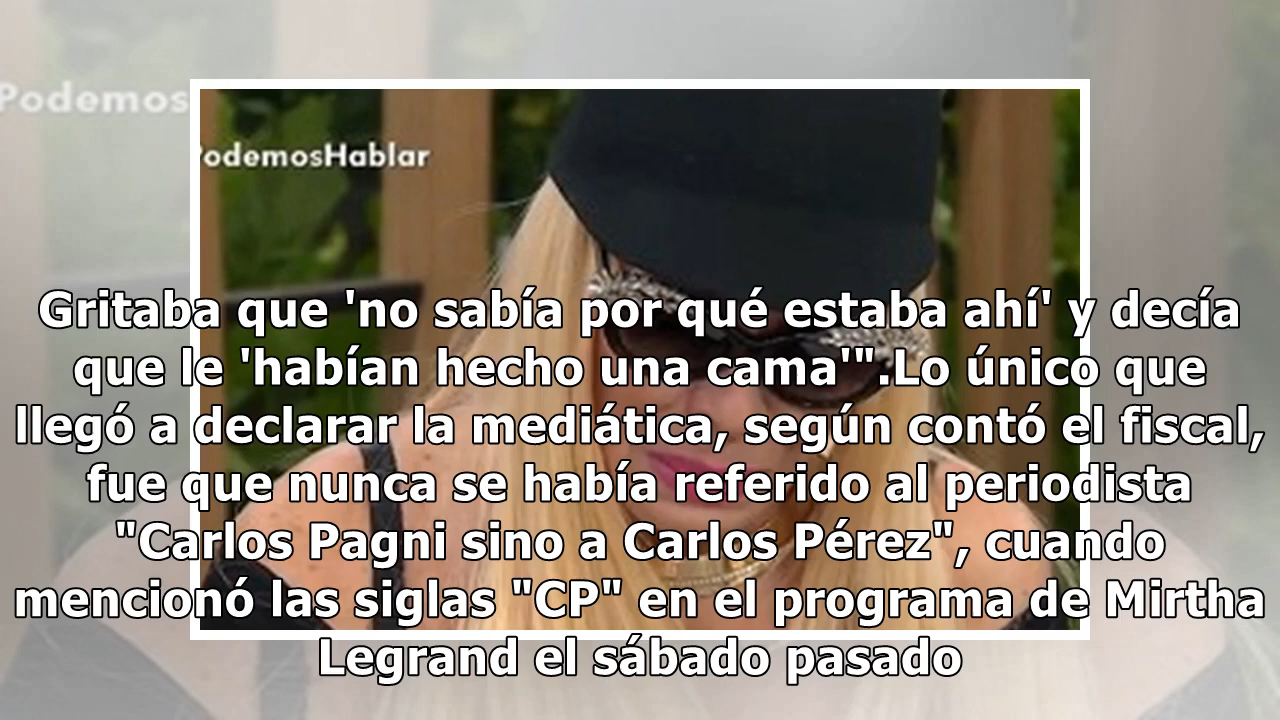 Podemos
PodemosHablar
Gritaba que 'no sabía por qué estaba ahí' y decía
que le 'habían hecho una cama'".Lo único que
llegó a declarar la mediática, según contó el fiscal,
fue que nunca se había referido al periodista
"Carlos Pagni sino a Carlos Pérez", cuando
mencionó las siglas "CP" en el programa de Mirtha
Legrand el sábado pasado